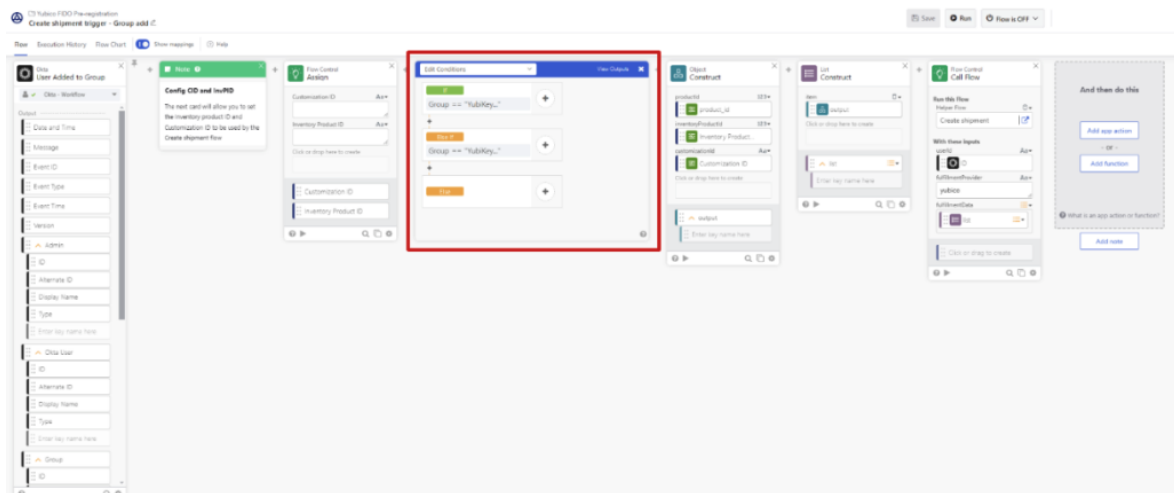 Yubico FIDO Pre-registration
Create shipment trigger - Group add
Save
Run
Flow is OFF
Flow
Execution History
Flow Chart
Show mappings
Help
Okta
User Added to Group
Okta - Workflow
Output
Date and Time
Message
Event ID
Event Type
Event Time
Version
Admin
ID
Alternate ID
Display Name
Type
Enter key name here
Okta User
ID
Alternate ID
Display Name
Type
Enter key name here
Group
ID
Note
Config CID and InvPID
The next card will allow you to set
the inventory product ID and
Customization ID to be used by the
Create shipment flow
Flow Control
Assign
Customization ID
Inventory Product ID
Click or drop here to create
Customization ID
Inventory Product ID
Edit Conditions
View Outputs
If
Group == "YubiKey..."
Else If
Group == "YubiKey..."
Else
Object
Construct
productId
product_id
inventoryProductId
Inventory Product...
customizationId
Customization ID
Click or drop here to create
output
Enter key name here
List
Construct
item
output
Click or drop here to create
list
Enter key name here
Flow Control
Call Flow
Run this Flow
Helper Flow
Create shipment
With these inputs
userId
ID
fulfillmentProvider
yubico
fulfillmentData
list
Click or drag to create
And then do this
Add app action
- or -
Add function
What is an app action or function?
Add note